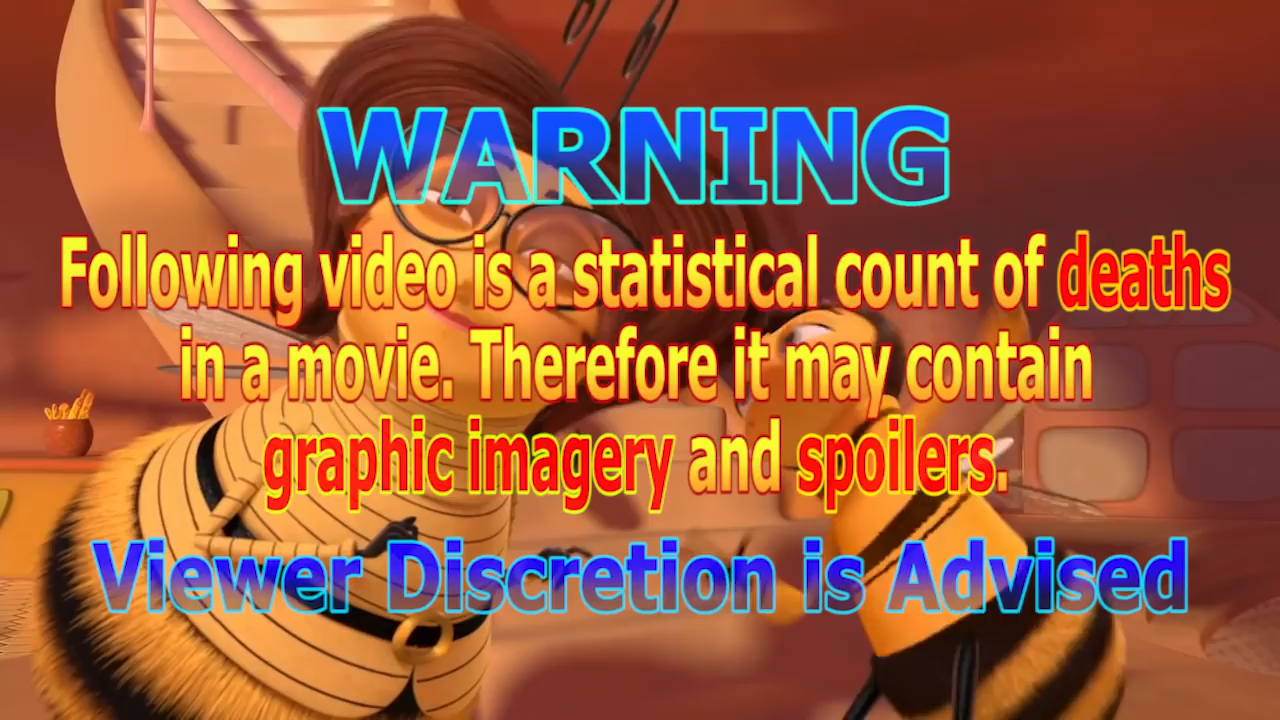 WARNING
Following video is a statistical count of deaths
in a movie. Therefore it may contain
graphic imagery and spoilers.
Viewer Discretion is Advised